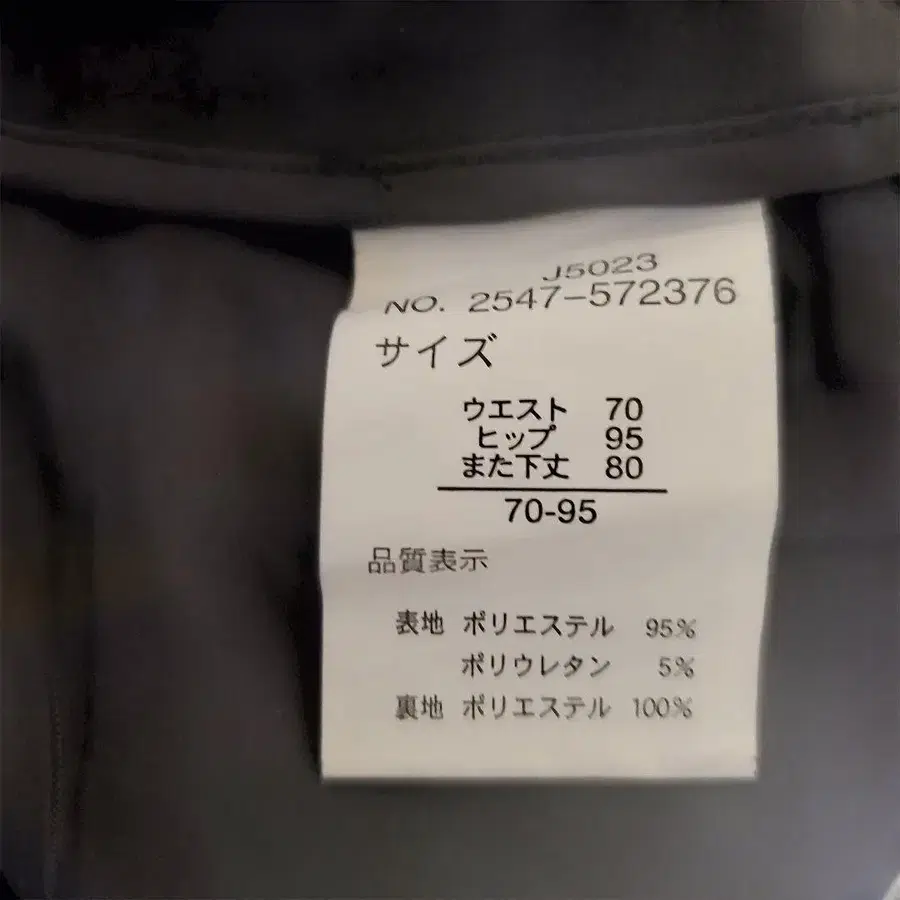 J5023
NO. 2547-572376
サイズ
ウエスト 70
ヒップ 95
また下丈 80
70-95
品質表示
表地 ポリエステル 95%
ポリウレタン 5%
裏地 ポリエステル 100%